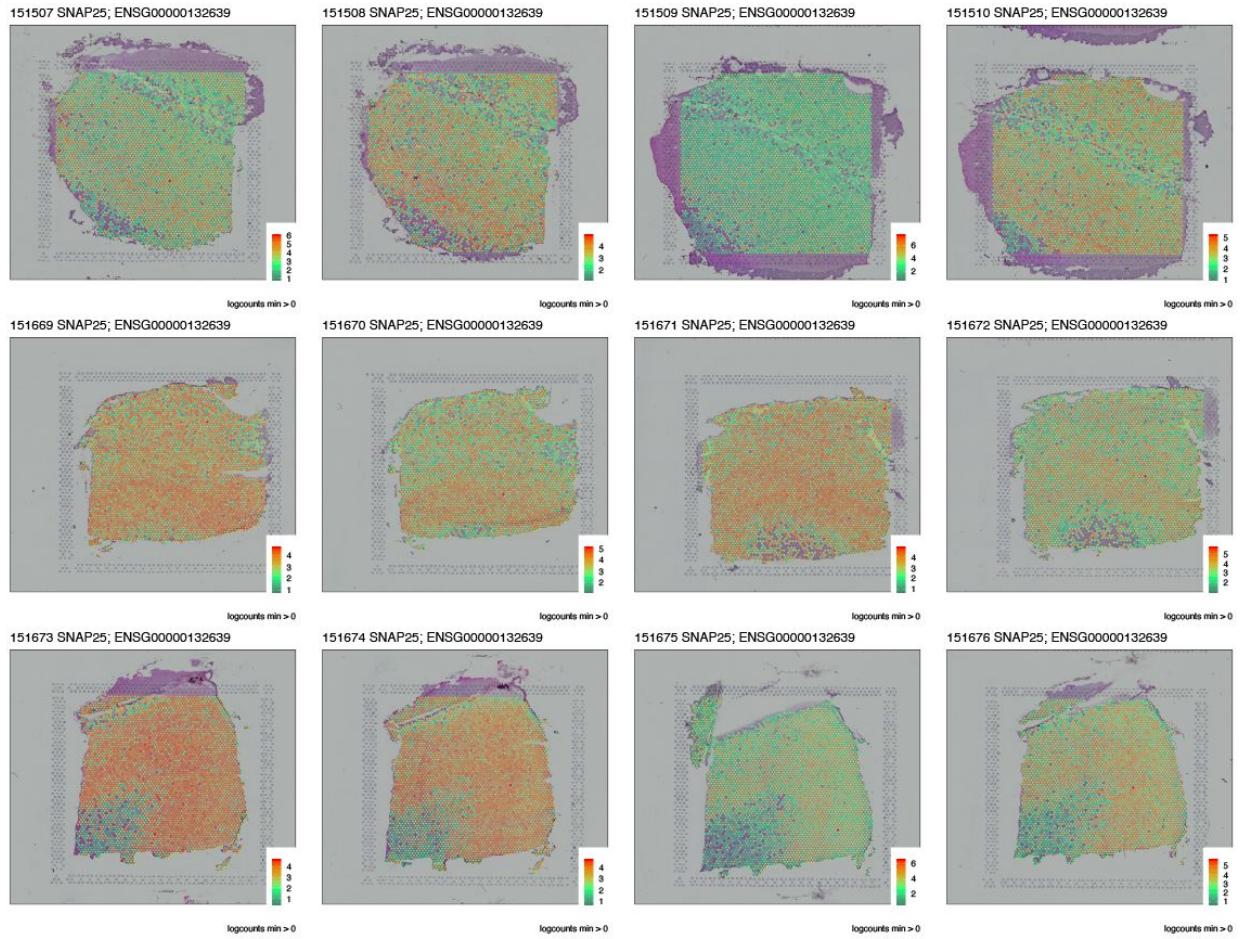 151507 SNAP25; ENSG00000132639
6
5
4
3
2
1
logcounts min > 0
151508 SNAP25; ENSG00000132639
4
3
2
1
logcounts min > 0
151509 SNAP25; ENSG00000132639
6
4
2
logcounts min > 0
151510 SNAP25; ENSG00000132639
5
4
3
2
1
logcounts min > 0
151669 SNAP25; ENSG00000132639
4
3
2
1
logcounts min > 0
151670 SNAP25; ENSG00000132639
5
4
3
2
logcounts min > 0
151671 SNAP25; ENSG00000132639
4
3
2
1
logcounts min > 0
151672 SNAP25; ENSG00000132639
5
4
3
2
1
logcounts min > 0
151673 SNAP25; ENSG00000132639
4
3
2
1
logcounts min > 0
151674 SNAP25; ENSG00000132639
4
3
2
1
logcounts min > 0
151675 SNAP25; ENSG00000132639
6
4
2
logcounts min > 0
151676 SNAP25; ENSG00000132639
5
4
3
2
1
logcounts min > 0